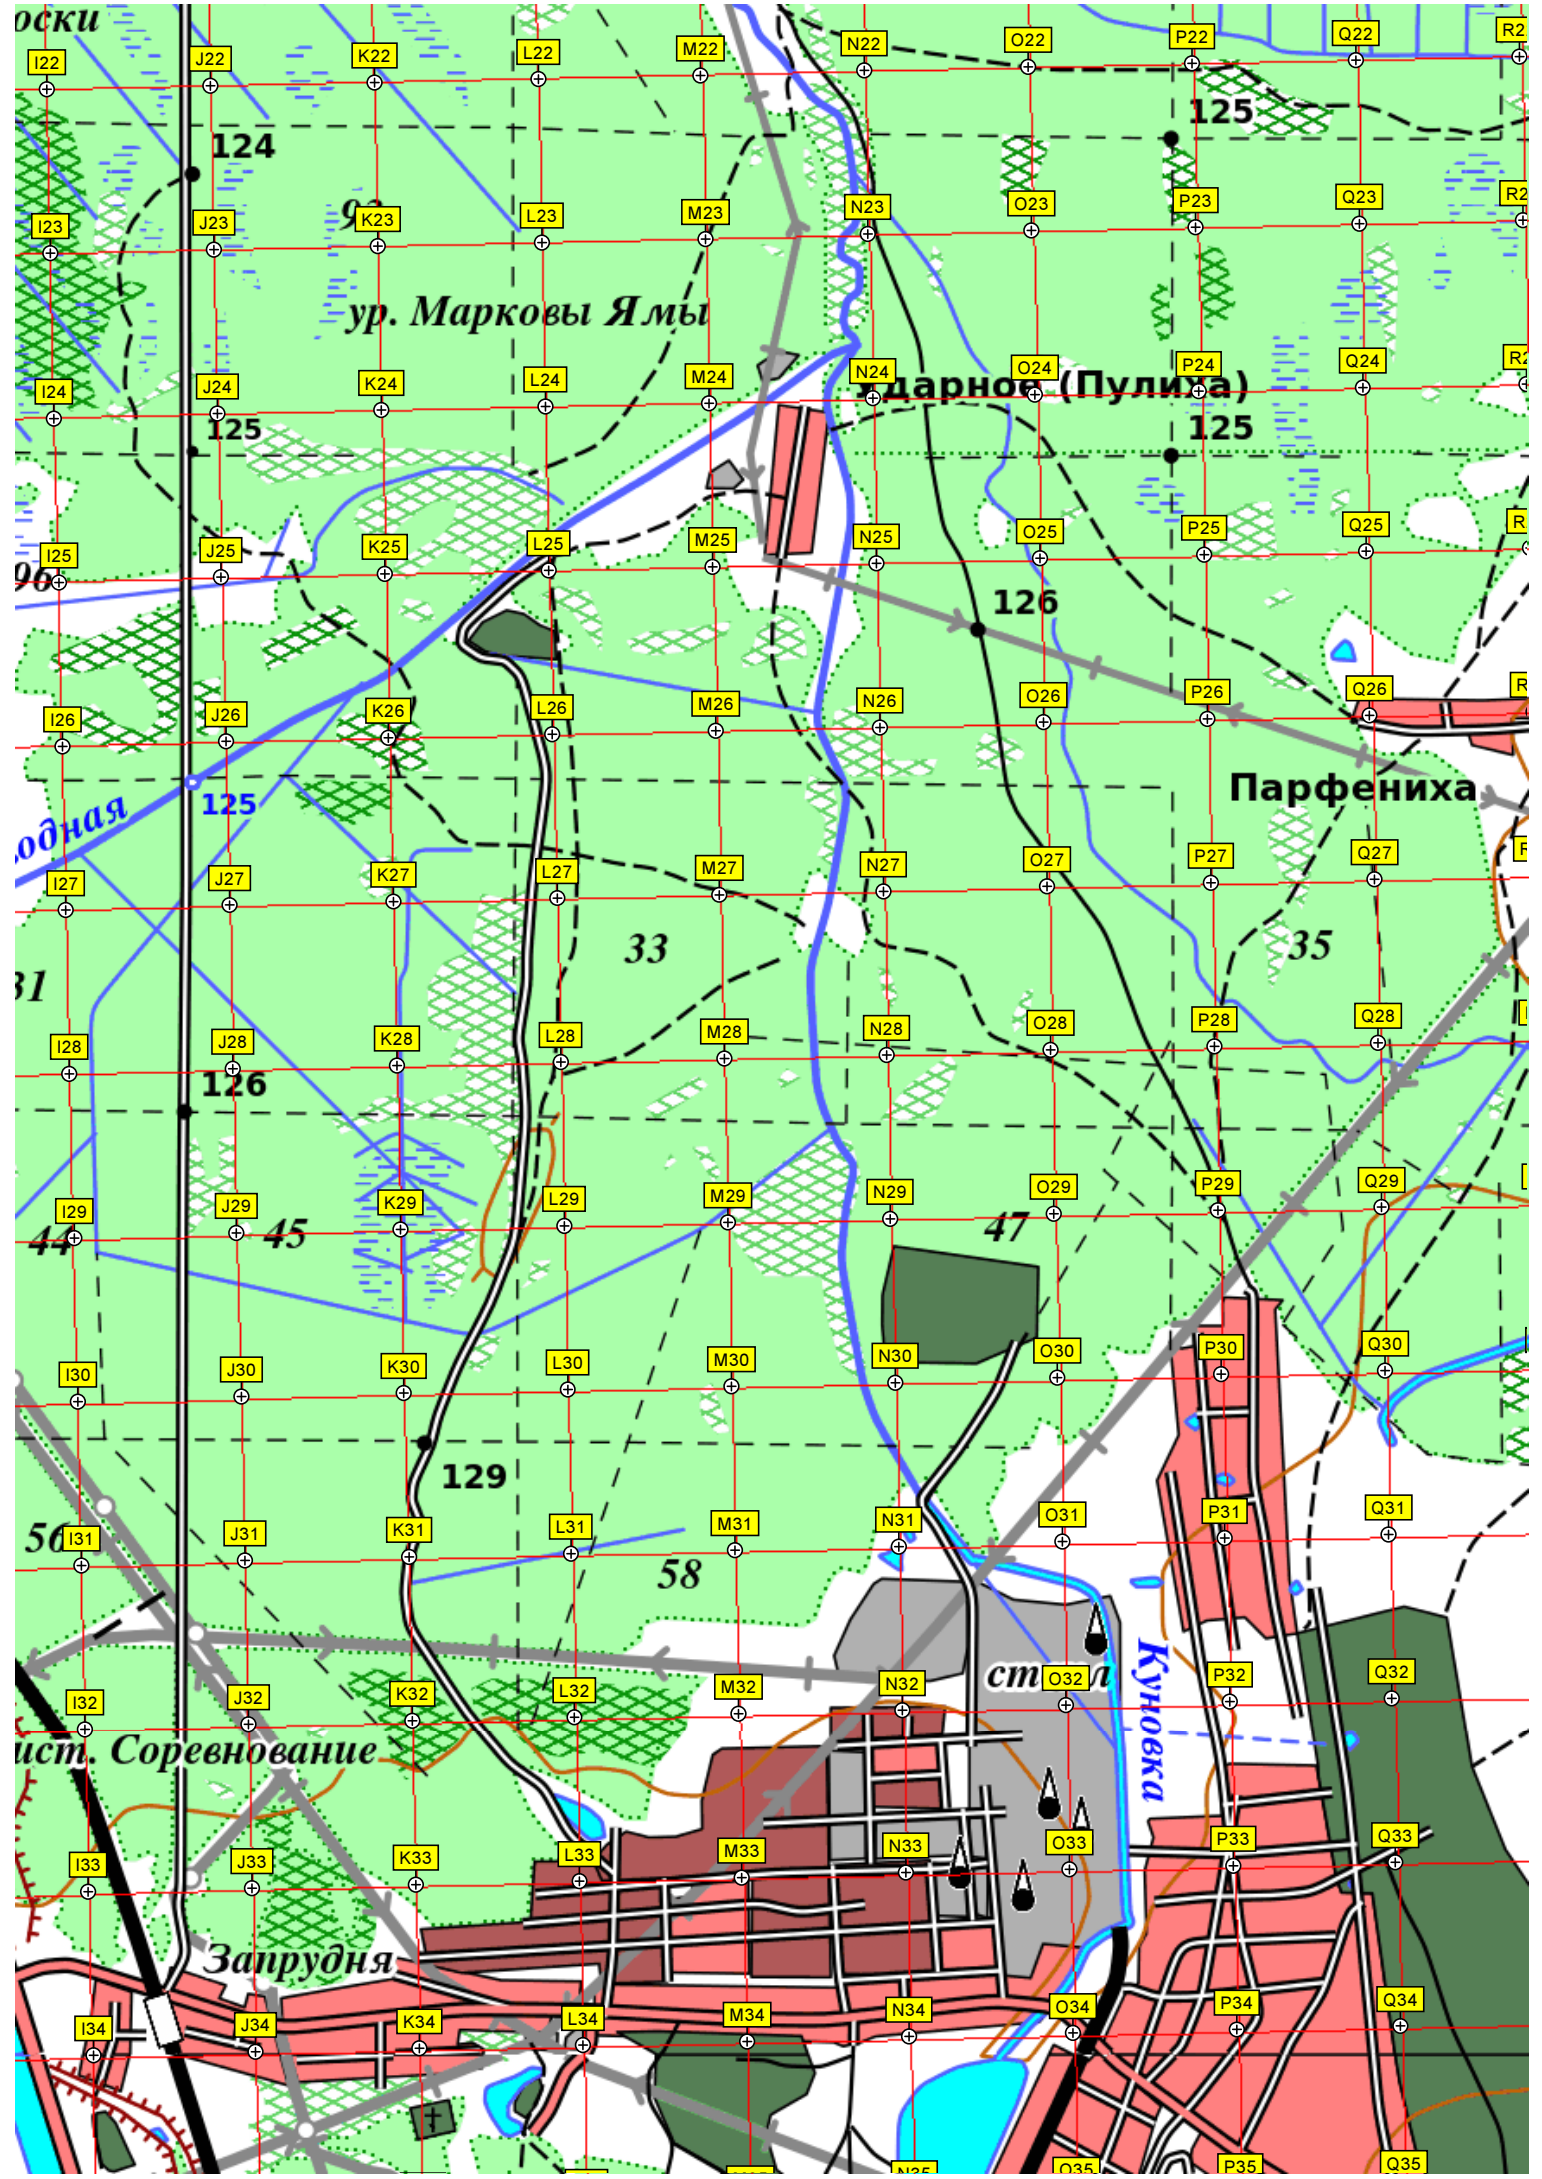 оски
I22 J22 K22 L22 M22 N22 O22 P22 Q22
124
125
I23 J23 K23 L23 M23 N23 O23 P23 Q23
ур. Марковы Ямы
I24 J24 K24 L24 M24 N24 O24 P24 Q24
Ударное (Пулиха)
125
125
I25 J25 K25 L25 M25 N25 O25 P25 Q25
96
126
I26 J26 K26 L26 M26 N26 O26 P26 Q26
Парфениха
125
одная
I27 J27 K27 L27 M27 N27 O27 P27 Q27
33
35
31
I28 J28 K28 L28 M28 N28 O28 P28 Q28
126
I29 J29 K29 L29 M29 N29 O29 P29 Q29
44
45
47
I30 J30 K30 L30 M30 N30 O30 P30 Q30
129
I31 J31 K31 L31 M31 N31 O31 P31 Q31
56
58
Куновка
I32 J32 K32 L32 M32 N32 O32 P32 Q32
ист. Соревнование
I33 J33 K33 L33 M33 N33 O33 P33 Q33
Запрудня
I34 J34 K34 L34 M34 N34 O34 P34 Q34
N35 O35 P35 Q35